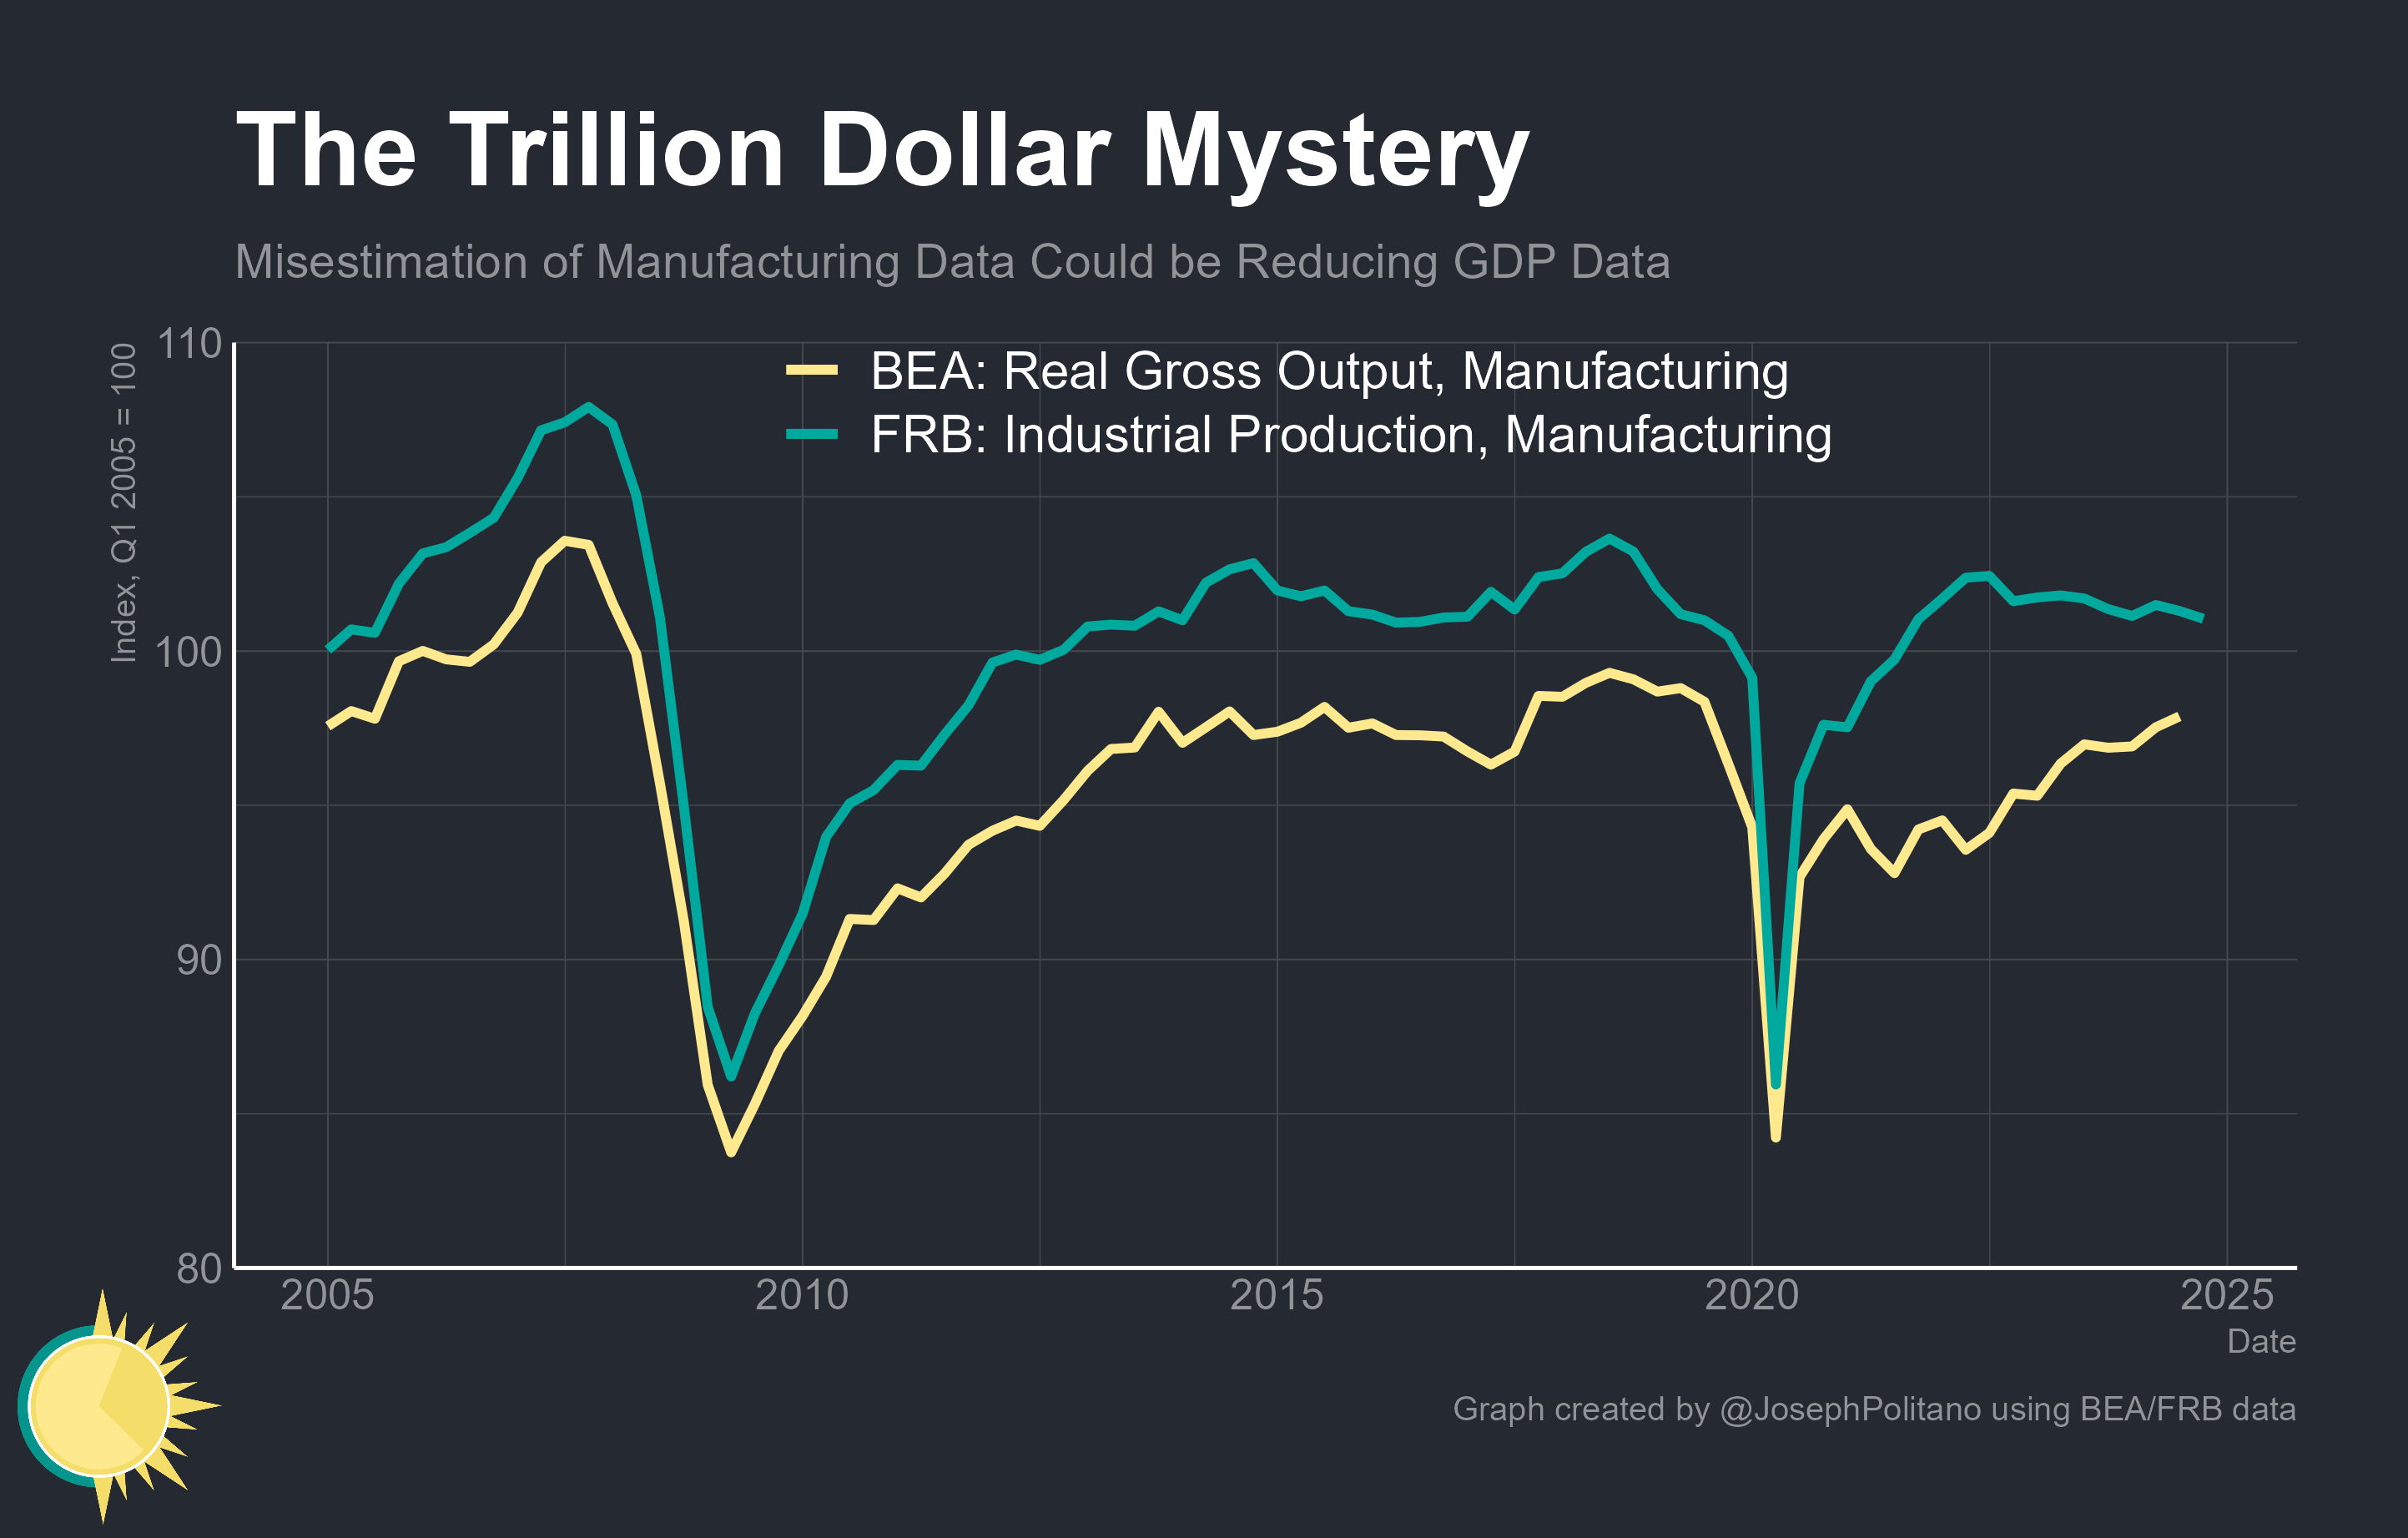 The Trillion Dollar Mystery
Misestimation of Manufacturing Data Could be Reducing GDP Data
Index, Q1 2005 = 100
BEA: Real Gross Output, Manufacturing
FRB: Industrial Production, Manufacturing
110
100
90
80
2005 2010 2015 2020 2025
Date
Graph created by @JosephPolitano using BEA/FRB data